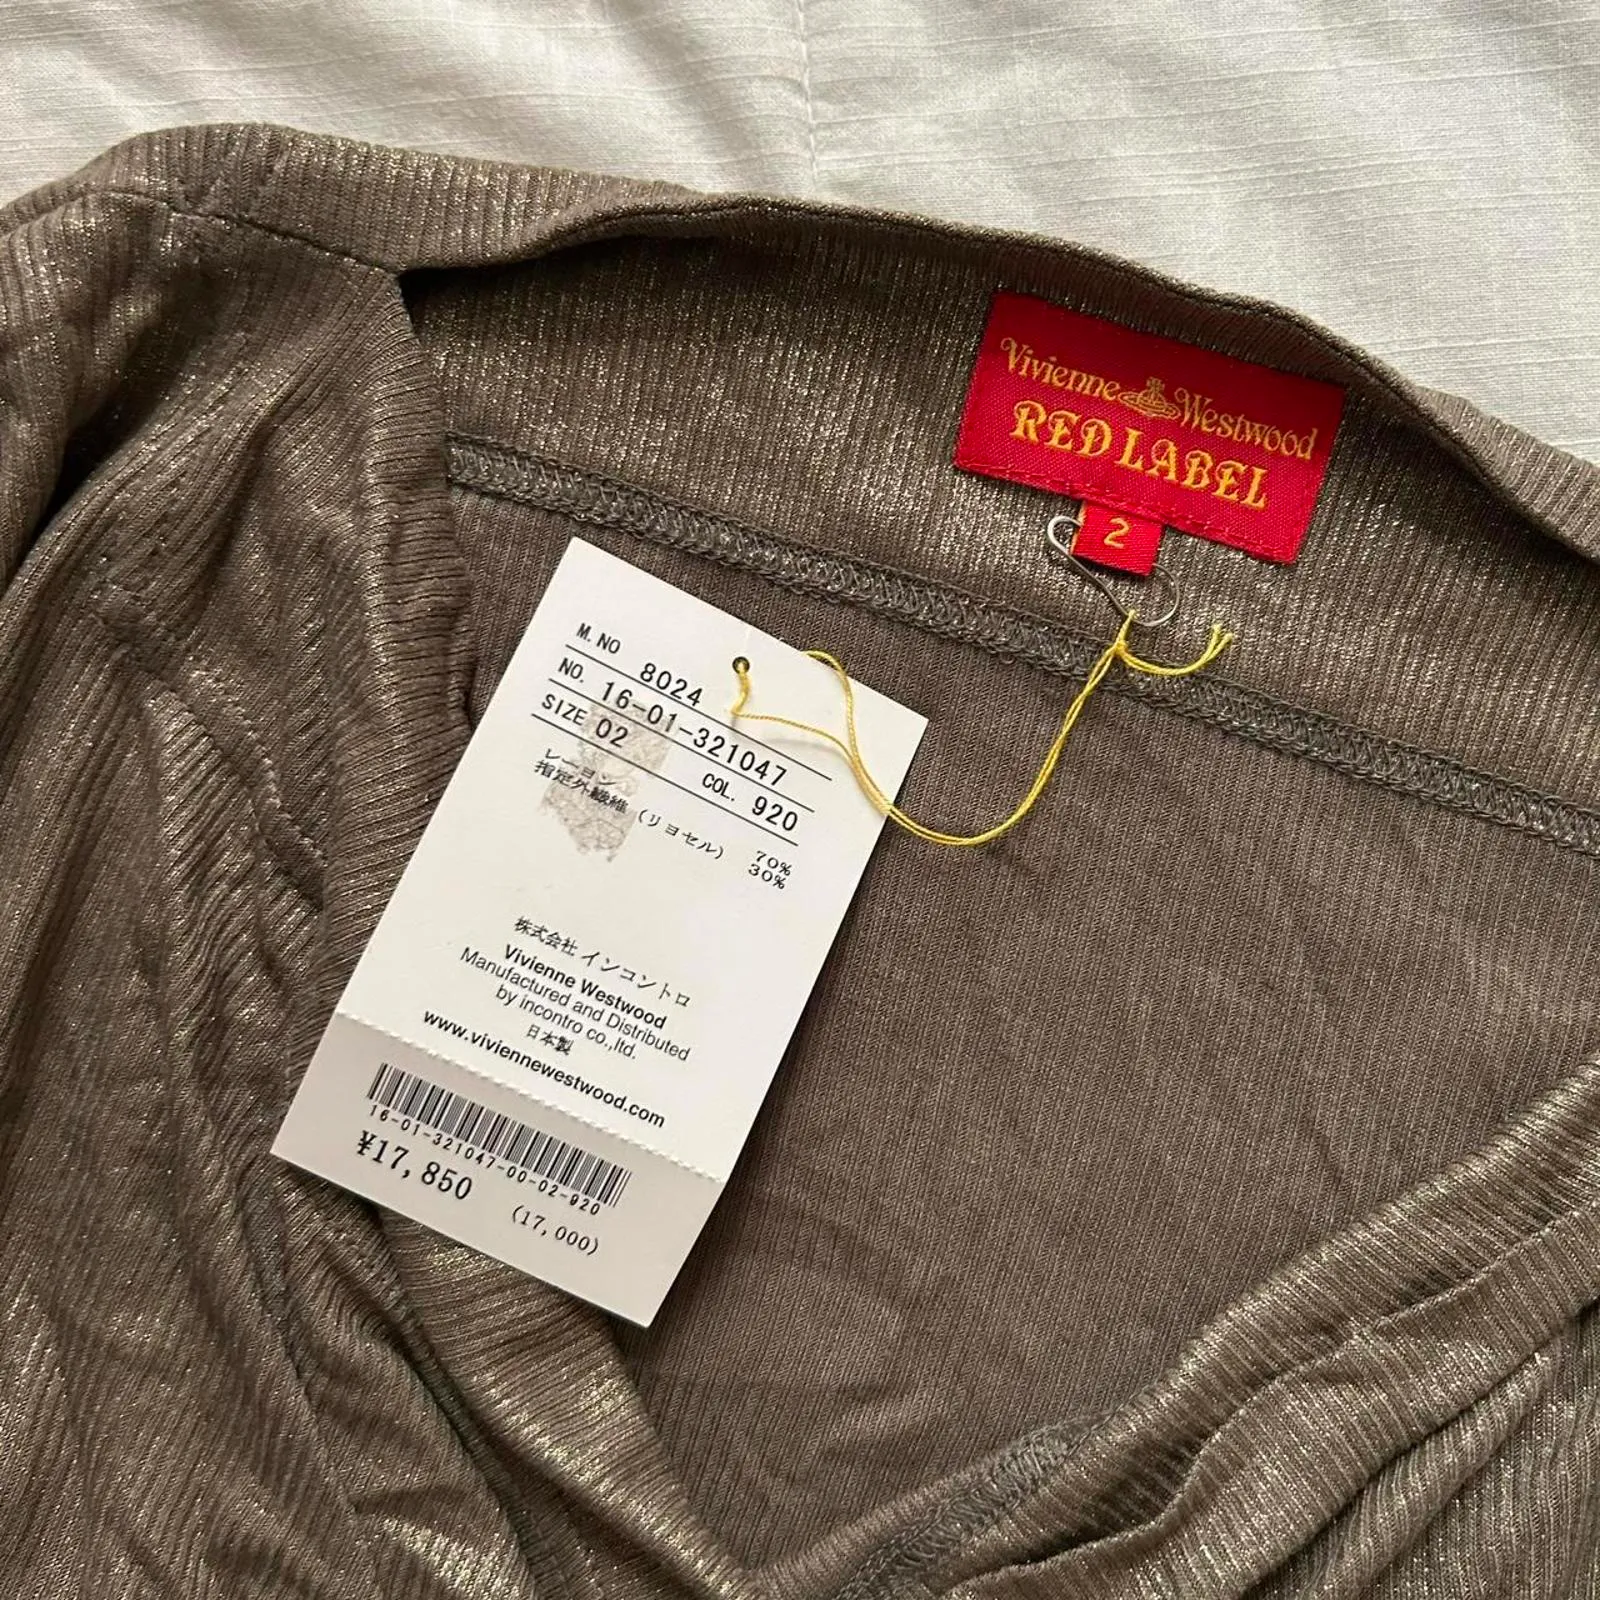 Vivienne Westwood
RED LABEL
2
M. NO 8024
NO. 16-01-321047
SIZE 02 COL. 920
レーヨン 70%
指定外繊維 (リヨセル) 30%
株式会社 インコントロ
Vivienne Westwood
Manufactured and Distributed
by incontro co.,ltd.
日本製
www.viviennewestwood.com
16-01-321047-00-02-920
¥17,850
(17,000)